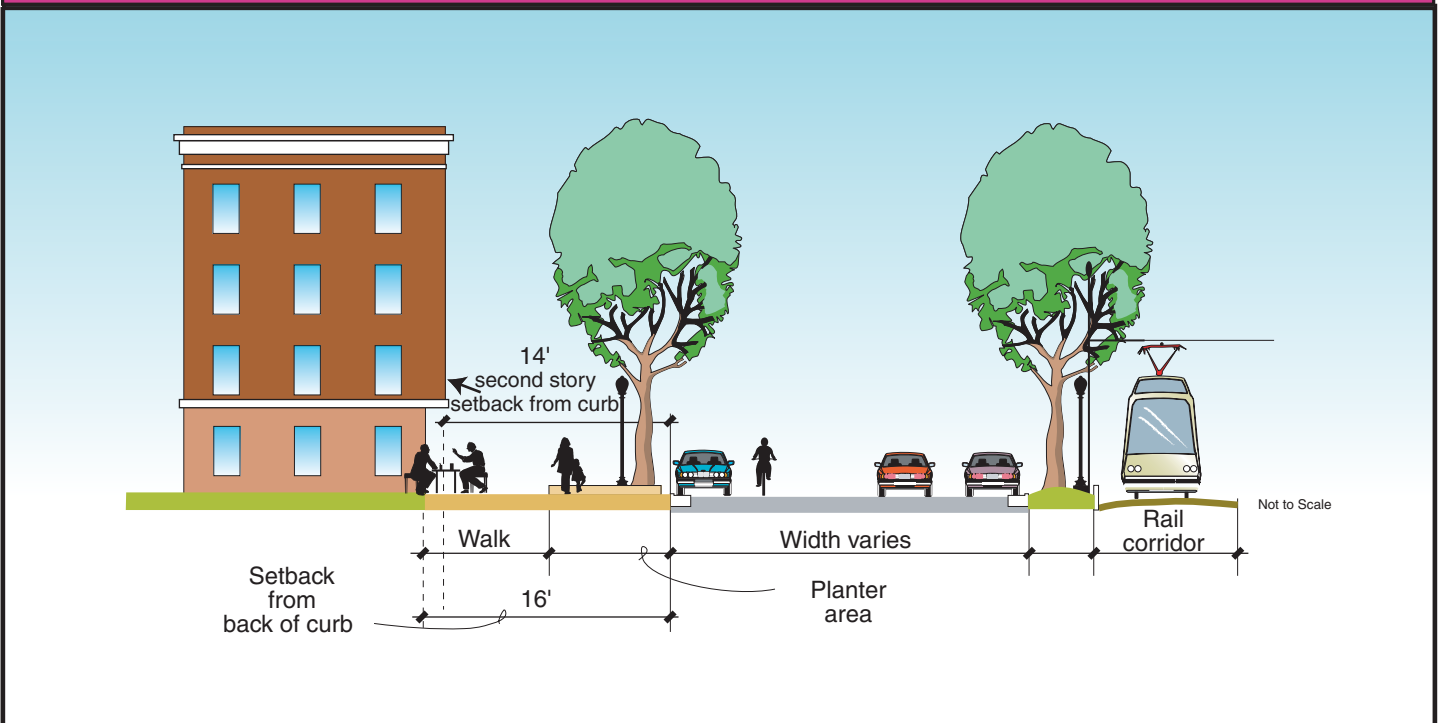 14'
second story
setback from curb
Not to Scale
Walk
Width varies
Rail
corridor
Setback
from
back of curb
16'
Planter
area